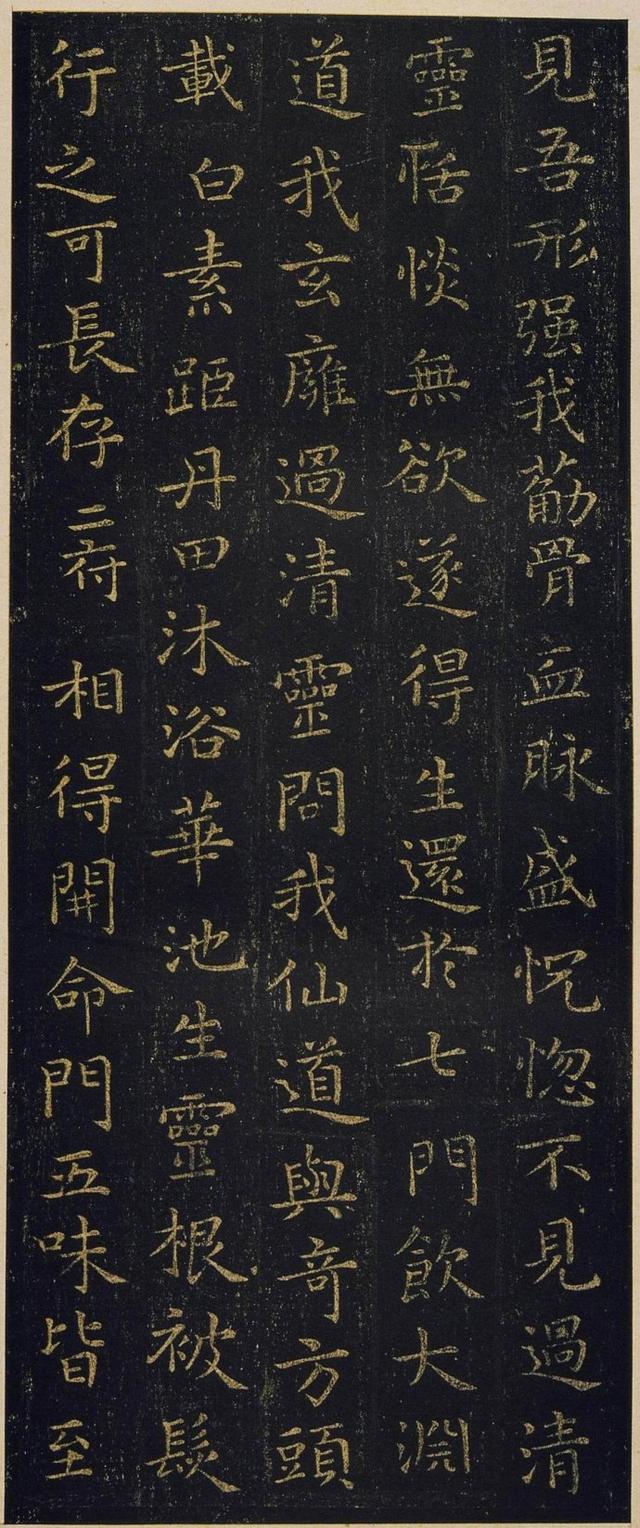 見吾形强我荕骨血脉盛怳惚不見過清
靈恬惔無欲遂得生還於七門飲大淵
道我玄廱過清靈問我仙道與奇方頭
載白素距丹田沐浴華池生靈根被髮
行之可長存二府相得開命門五味皆至